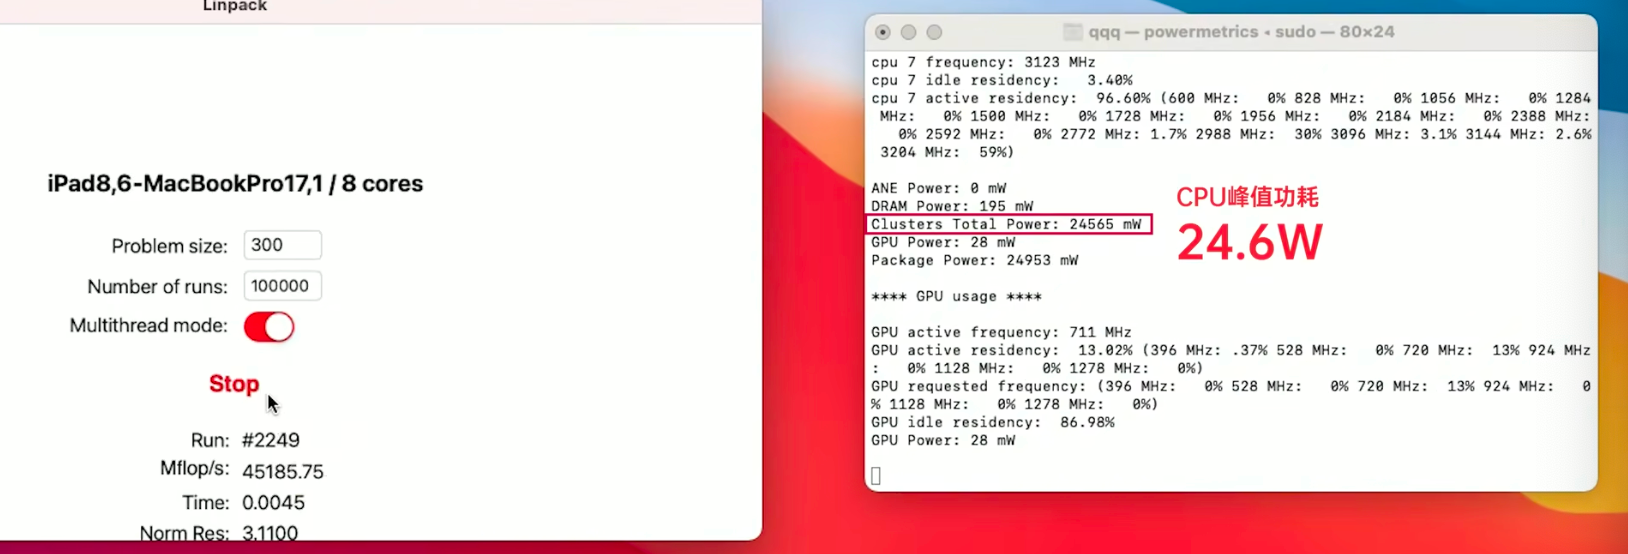 Linpack
iPad8,6-MacBookPro17,1 / 8 cores
Problem size: 300
Number of runs: 100000
Multithread mode:
Stop
Run: #2249
Mflop/s: 45185.75
Time: 0.0045
Norm Res: 3.1100
qqq — powermetrics ◂ sudo — 80×24
cpu 7 frequency: 3123 MHz
cpu 7 idle residency:   3.40%
cpu 7 active residency:  96.60% (600 MHz:   0% 828 MHz:   0% 1056 MHz:   0% 1284
MHz:   0% 1500 MHz:   0% 1728 MHz:   0% 1956 MHz:   0% 2184 MHz:   0% 2388 MHz:
0% 2592 MHz:   0% 2772 MHz: 1.7% 2988 MHz:  30% 3096 MHz: 3.1% 3144 MHz: 2.6%
3204 MHz:  59%)
ANE Power: 0 mW
DRAM Power: 195 mW
Clusters Total Power: 24565 mW
GPU Power: 28 mW
Package Power: 24953 mW
CPU峰值功耗
24.6W
**** GPU usage ****
GPU active frequency: 711 MHz
GPU active residency:  13.02% (396 MHz: .37% 528 MHz:   0% 720 MHz:  13% 924 MHz
:   0% 1128 MHz:   0% 1278 MHz:   0%)
GPU requested frequency: (396 MHz:   0% 528 MHz:   0% 720 MHz:  13% 924 MHz:   0
% 1128 MHz:   0% 1278 MHz:   0%)
GPU idle residency:  86.98%
GPU Power: 28 mW